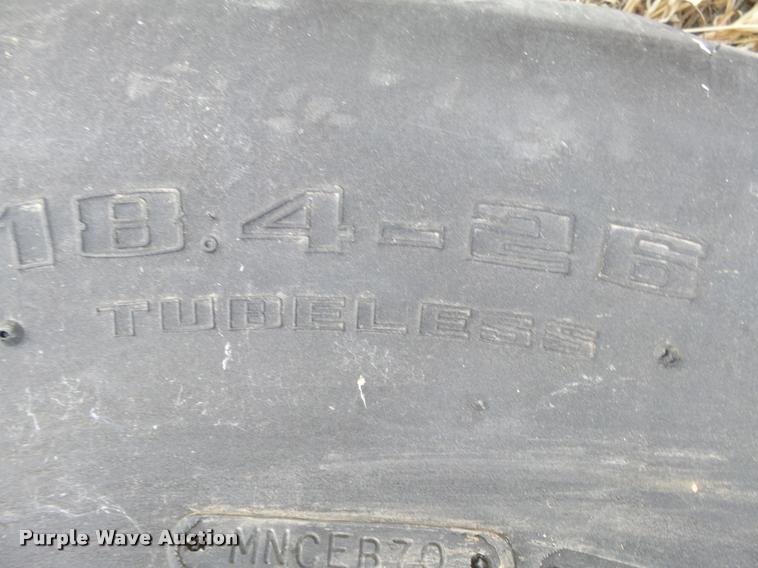 18.4-26
TUBELESS
MNCEB70
Purple Wave Auction